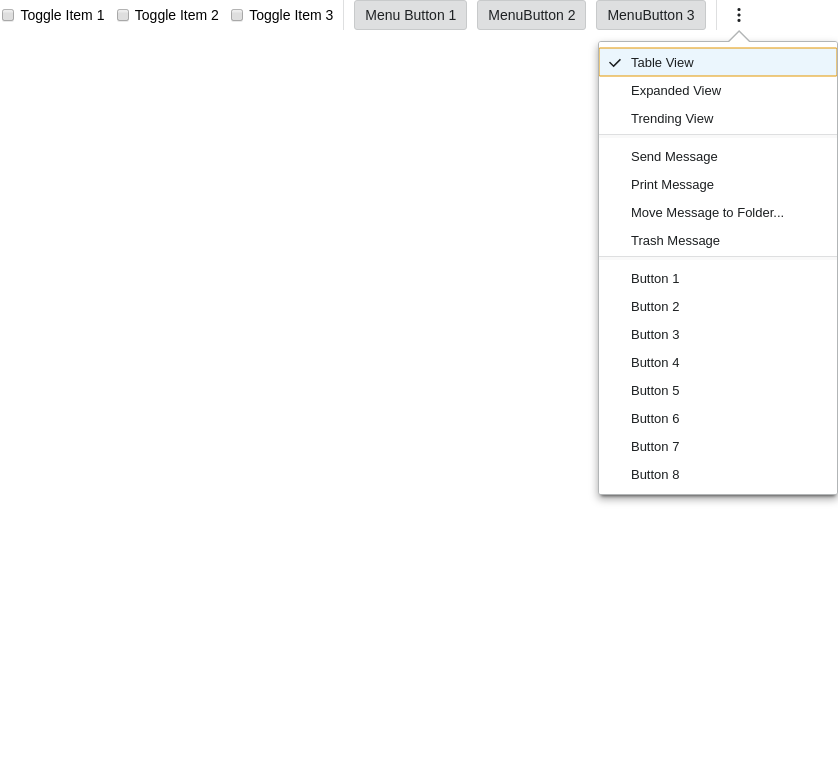 Toggle Item 1 Toggle Item 2 Toggle Item 3 Menu Button 1 MenuButton 2 MenuButton 3
Table View
Expanded View
Trending View
Send Message
Print Message
Move Message to Folder...
Trash Message
Button 1
Button 2
Button 3
Button 4
Button 5
Button 6
Button 7
Button 8